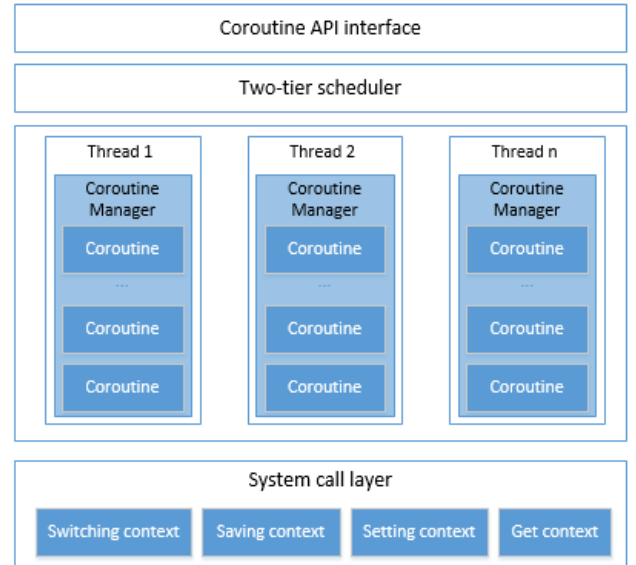 Coroutine API interface
Two-tier scheduler
Thread 1
Coroutine
Manager
Coroutine
...
Coroutine
Coroutine
Thread 2
Coroutine
Manager
Coroutine
...
Coroutine
Coroutine
Thread n
Coroutine
Manager
Coroutine
...
Coroutine
Coroutine
System call layer
Switching context
Saving context
Setting context
Get context